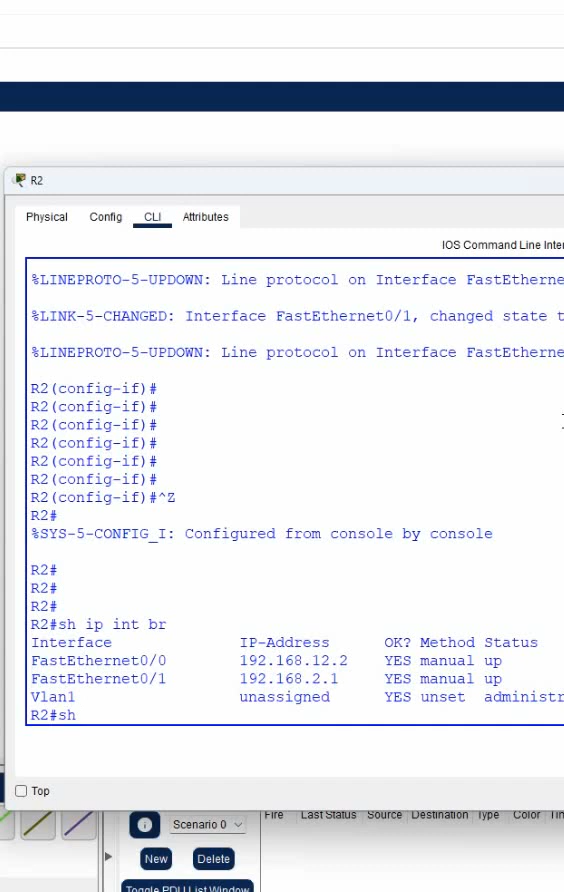 R2
Physical Config CLI Attributes
IOS Command Line Inter
%LINEPROTO-5-UPDOWN: Line protocol on Interface FastEtherne
%LINK-5-CHANGED: Interface FastEthernet0/1, changed state t
%LINEPROTO-5-UPDOWN: Line protocol on Interface FastEtherne
R2(config-if)#
R2(config-if)#
R2(config-if)#
R2(config-if)#
R2(config-if)#
R2(config-if)#
R2(config-if)#^Z
R2#
%SYS-5-CONFIG_I: Configured from console by console
R2#
R2#
R2#
R2#sh ip int br
Interface IP-Address OK? Method Status
FastEthernet0/0 192.168.12.2 YES manual up
FastEthernet0/1 192.168.2.1 YES manual up
Vlan1 unassigned YES unset administr
R2#sh
Top
Fire Last Status Source Destination Type Color Tim
Scenario 0
New Delete
Toggle PDU List Window